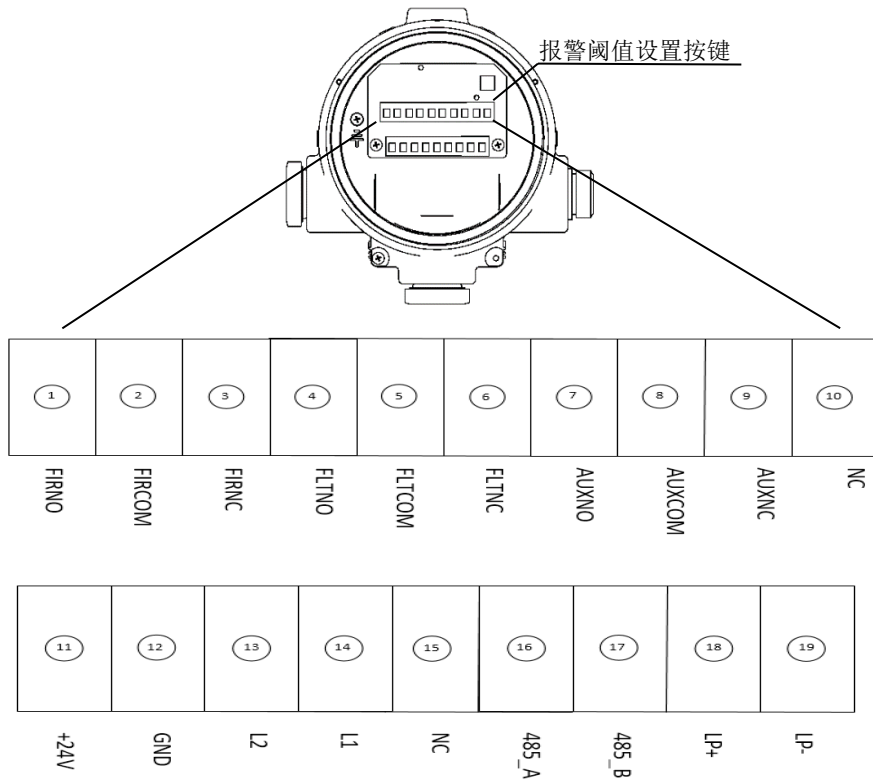 报警阈值设置按键
1 2 3 4 5 6 7 8 9 10
FIRNO FIRCOM FIRNC FLTNO FLTCOM FLTNC AUXNO AUXCOM AUXNC NC
11 12 13 14 15 16 17 18 19
+24V GND L2 L1 NC 485_A 485_B LP+ LP-